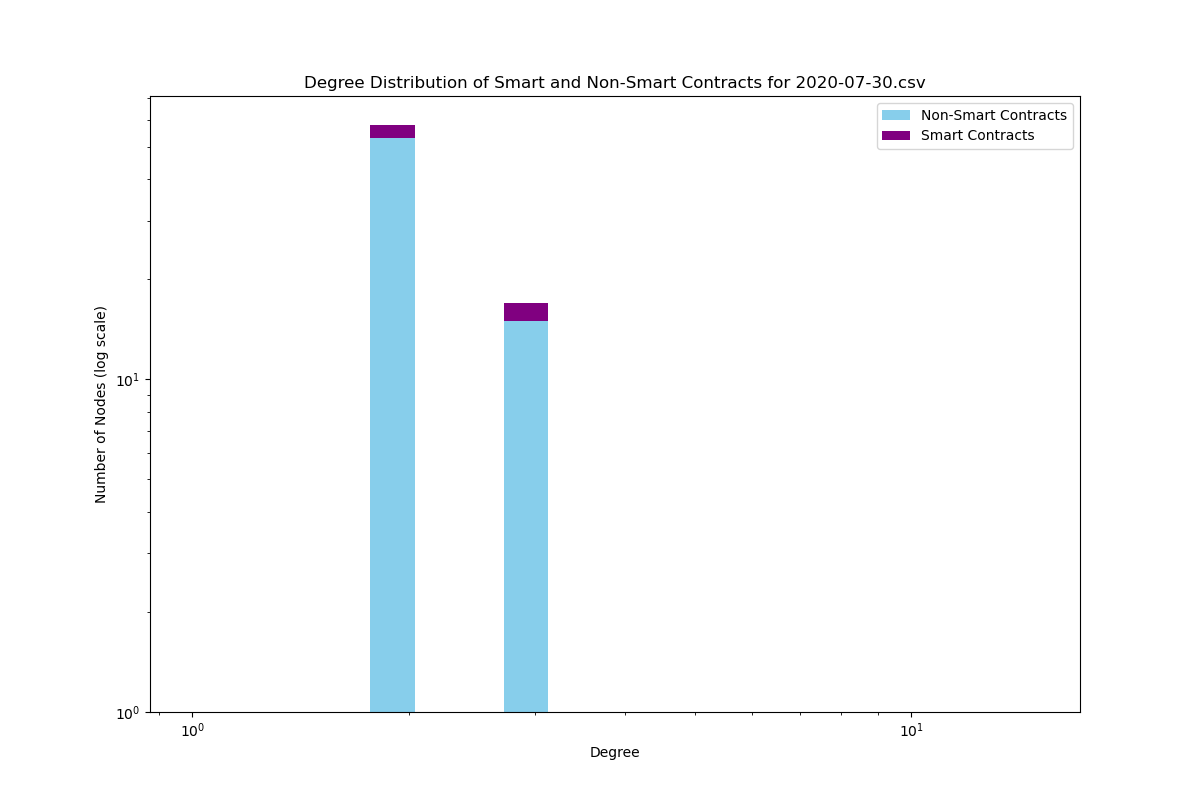 Degree Distribution of Smart and Non-Smart Contracts for 2020-07-30.csv
Non-Smart Contracts
Smart Contracts
Number of Nodes (log scale)
10¹
10⁰
10⁰
10¹
Degree